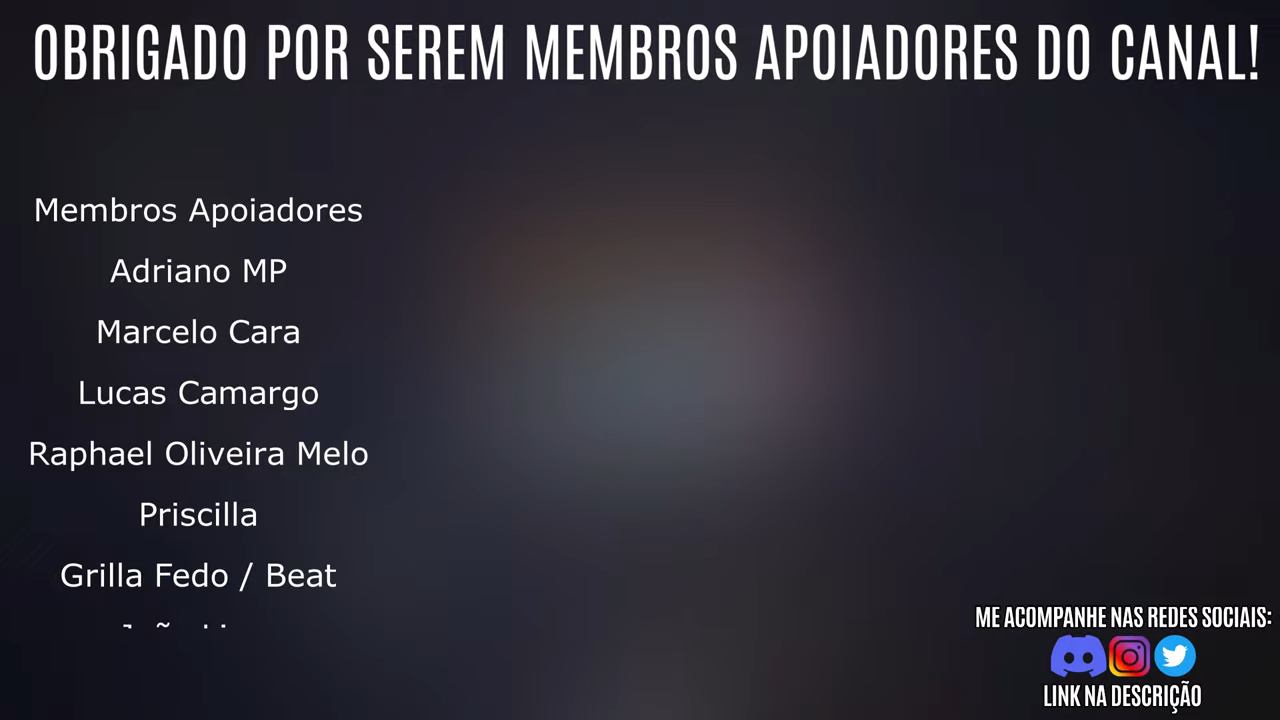 OBRIGADO POR SEREM MEMBROS APOIADORES DO CANAL!
Membros Apoiadores
Adriano MP
Marcelo Cara
Lucas Camargo
Raphael Oliveira Melo
Priscilla
Grilla Fedo / Beat
ME ACOMPANHE NAS REDES SOCIAIS:
LINK NA DESCRIÇÃO